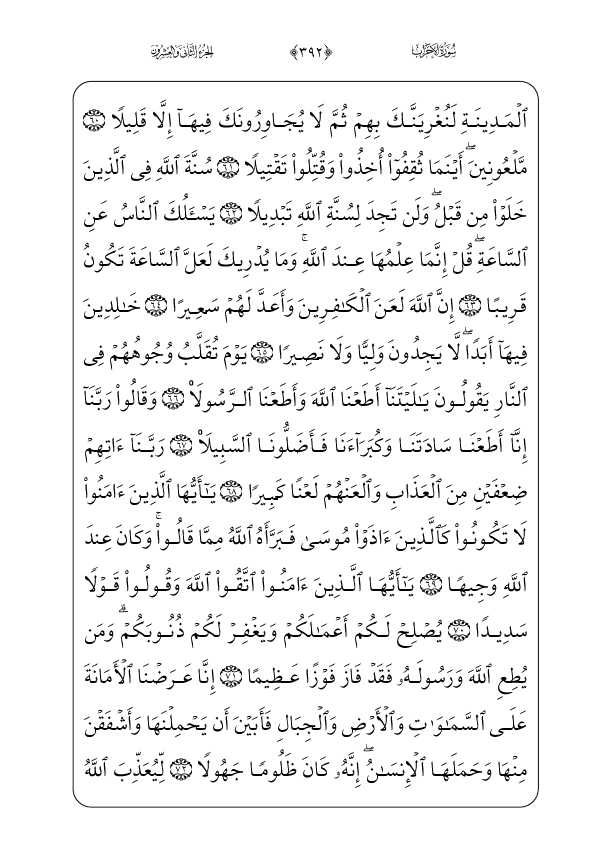 سُورَةُ الأَحْزَاب ﴿٣٩٢﴾ الجُزْءُ الثَّانِي وَالعِشْرُونَ
ٱلْمَدِينَةِ لَنُغْرِيَنَّكَ بِهِمْ ثُمَّ لَا يُجَاوِرُونَكَ فِيهَآ إِلَّا قَلِيلًا ۝٦٠
مَّلْعُونِينَۖ أَيْنَمَا ثُقِفُوٓا۟ أُخِذُوا۟ وَقُتِّلُوا۟ تَقْتِيلًا ۝٦١ سُنَّةَ ٱللَّهِ فِى ٱلَّذِينَ
خَلَوْا۟ مِن قَبْلُۖ وَلَن تَجِدَ لِسُنَّةِ ٱللَّهِ تَبْدِيلًا ۝٦٢ يَسْـَٔلُكَ ٱلنَّاسُ عَنِ
ٱلسَّاعَةِۖ قُلْ إِنَّمَا عِلْمُهَا عِندَ ٱللَّهِۚ وَمَا يُدْرِيكَ لَعَلَّ ٱلسَّاعَةَ تَكُونُ
قَرِيبًا ۝٦٣ إِنَّ ٱللَّهَ لَعَنَ ٱلْكَـٰفِرِينَ وَأَعَدَّ لَهُمْ سَعِيرًا ۝٦٤ خَـٰلِدِينَ
فِيهَآ أَبَدًاۖ لَّا يَجِدُونَ وَلِيًّا وَلَا نَصِيرًا ۝٦٥ يَوْمَ تُقَلَّبُ وُجُوهُهُمْ فِى
ٱلنَّارِ يَقُولُونَ يَـٰلَيْتَنَآ أَطَعْنَا ٱللَّهَ وَأَطَعْنَا ٱلرَّسُولَا۠ ۝٦٦ وَقَالُوا۟ رَبَّنَآ
إِنَّآ أَطَعْنَا سَادَتَنَا وَكُبَرَآءَنَا فَأَضَلُّونَا ٱلسَّبِيلَا۠ ۝٦٧ رَبَّنَآ ءَاتِهِمْ
ضِعْفَيْنِ مِنَ ٱلْعَذَابِ وَٱلْعَنْهُمْ لَعْنًا كَبِيرًا ۝٦٨ يَـٰٓأَيُّهَا ٱلَّذِينَ ءَامَنُوا۟
لَا تَكُونُوا۟ كَٱلَّذِينَ ءَاذَوْا۟ مُوسَىٰ فَبَرَّأَهُ ٱللَّهُ مِمَّا قَالُوا۟ۚ وَكَانَ عِندَ
ٱللَّهِ وَجِيهًا ۝٦٩ يَـٰٓأَيُّهَا ٱلَّذِينَ ءَامَنُوا۟ ٱتَّقُوا۟ ٱللَّهَ وَقُولُوا۟ قَوْلًا
سَدِيدًا ۝٧٠ يُصْلِحْ لَكُمْ أَعْمَـٰلَكُمْ وَيَغْفِرْ لَكُمْ ذُنُوبَكُمْۗ وَمَن
يُطِعِ ٱللَّهَ وَرَسُولَهُۥ فَقَدْ فَازَ فَوْزًا عَظِيمًا ۝٧١ إِنَّا عَرَضْنَا ٱلْأَمَانَةَ
عَلَى ٱلسَّمَـٰوَٰتِ وَٱلْأَرْضِ وَٱلْجِبَالِ فَأَبَيْنَ أَن يَحْمِلْنَهَا وَأَشْفَقْنَ
مِنْهَا وَحَمَلَهَا ٱلْإِنسَـٰنُۖ إِنَّهُۥ كَانَ ظَلُومًا جَهُولًا ۝٧٢ لِّيُعَذِّبَ ٱللَّهُ